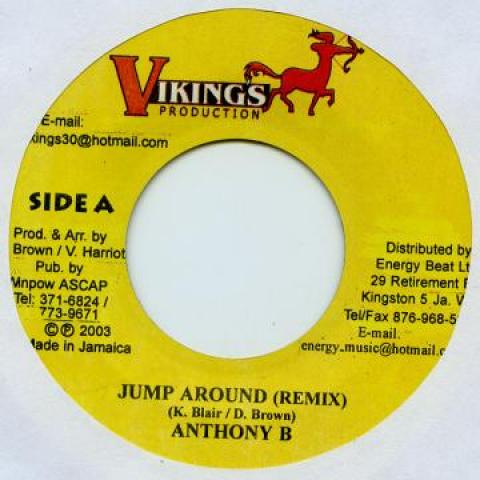 VIKINGS
PRODUCTION
E-mail:
kings30@hotmail.com
SIDE A
Prod. & Arr. by
Brown / V. Harriot
Pub. by
Mnpow ASCAP
Tel: 371-6824 /
773-9671
© ℗ 2003
Made in Jamaica
Distributed by
Energy Beat Lt
29 Retirement
Kingston 5 Ja. W
Tel/Fax 876-968-5
E-mail.
energy_music@hotmail.c
JUMP AROUND (REMIX)
(K. Blair / D. Brown)
ANTHONY B